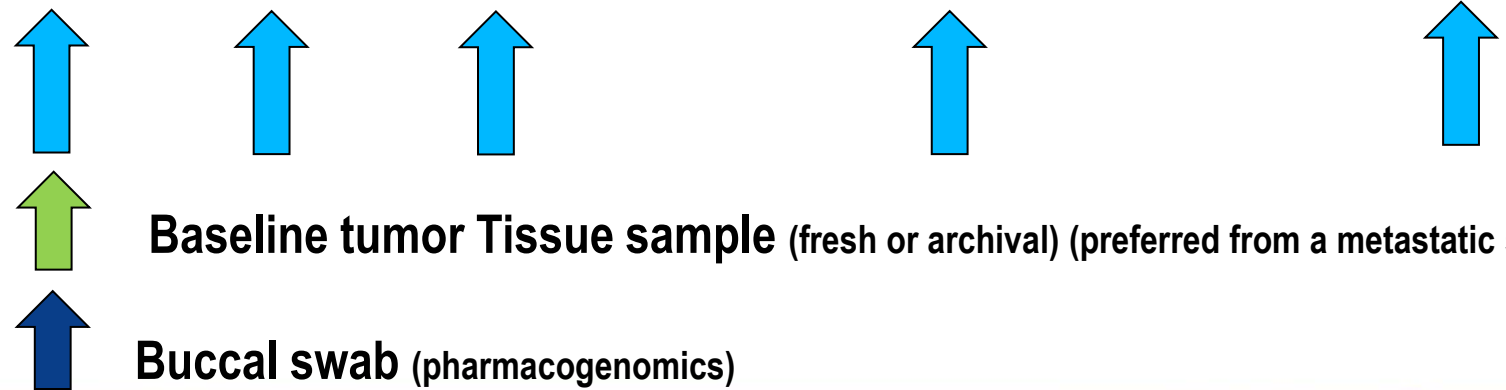 Baseline tumor Tissue sample (fresh or archival) (preferred from a metastatic
Buccal swab (pharmacogenomics)